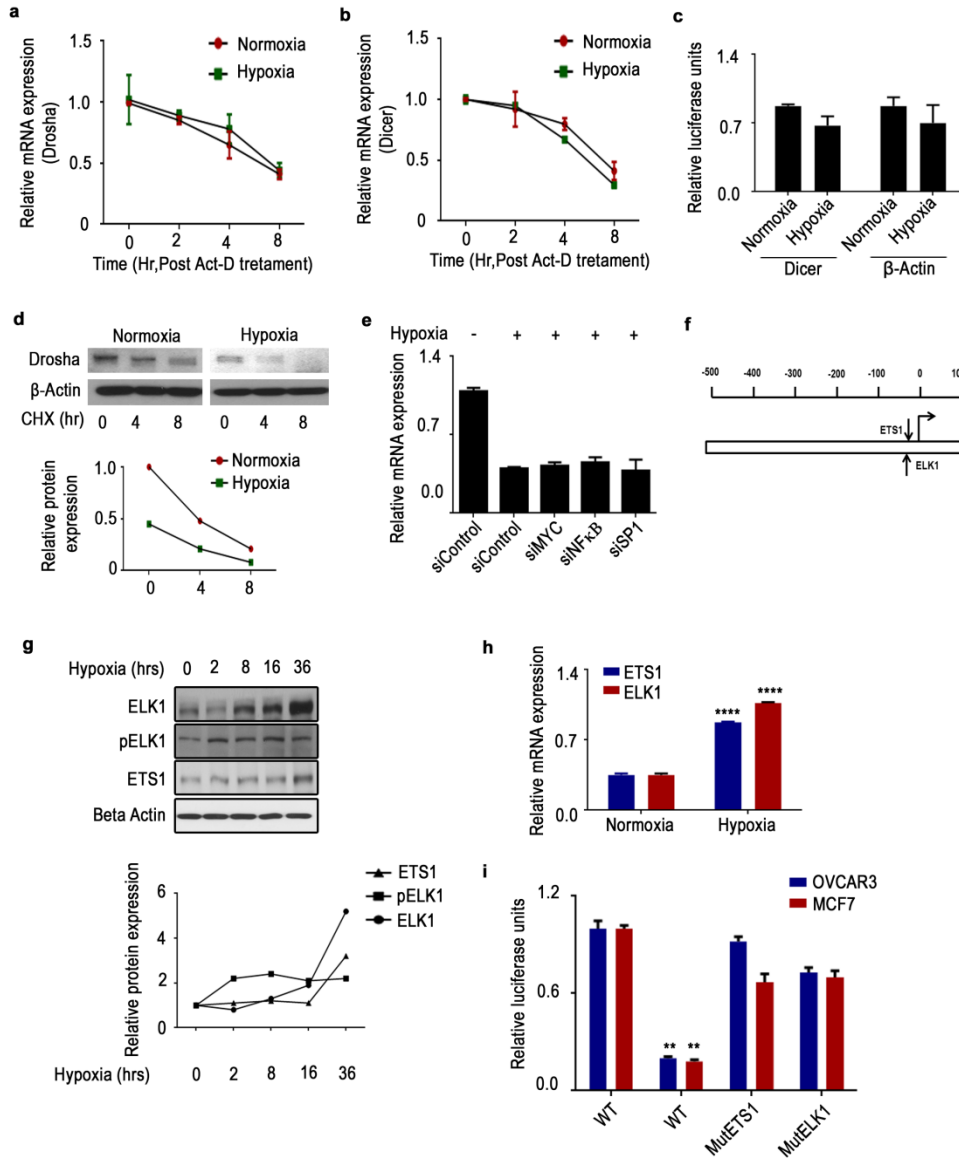 a
Relative mRNA expression
(Drosha)
1.5
1.0
0.5
0
Normoxia
Hypoxia
0 2 4 8
Time (Hr,Post Act-D tretament)
b
Relative mRNA expression
(Dicer)
1.5
1.0
0.5
0
Normoxia
Hypoxia
0 2 4 8
Time (Hr,Post Act-D tretament)
c
Relative luciferase units
1.4
0.7
0.0
Normoxia Hypoxia Normoxia Hypoxia
Dicer β-Actin
d
Normoxia Hypoxia
Drosha
β-Actin
CHX (hr) 0 4 8 0 4 8
Relative protein
expression
1.0
0.5
0
Normoxia
Hypoxia
0 4 8
e
Hypoxia - + + + +
Relative mRNA expression
1.4
0.7
0.0
siControl siControl siMYC siNFκB siSP1
f
-500 -400 -300 -200 -100 0 10
ETS1
ELK1
g
Hypoxia (hrs) 0 2 8 16 36
ELK1
pELK1
ETS1
Beta Actin
Relative protein expression
6
4
2
0
ETS1
pELK1
ELK1
Hypoxia (hrs) 0 2 8 16 36
h
Relative mRNA expression
1.4
0.7
0.0
ETS1
ELK1
**** ****
Normoxia Hypoxia
i
Relative luciferase units
1.2
0.6
0.0
OVCAR3
MCF7
** **
WT WT MutETS1 MutELK1